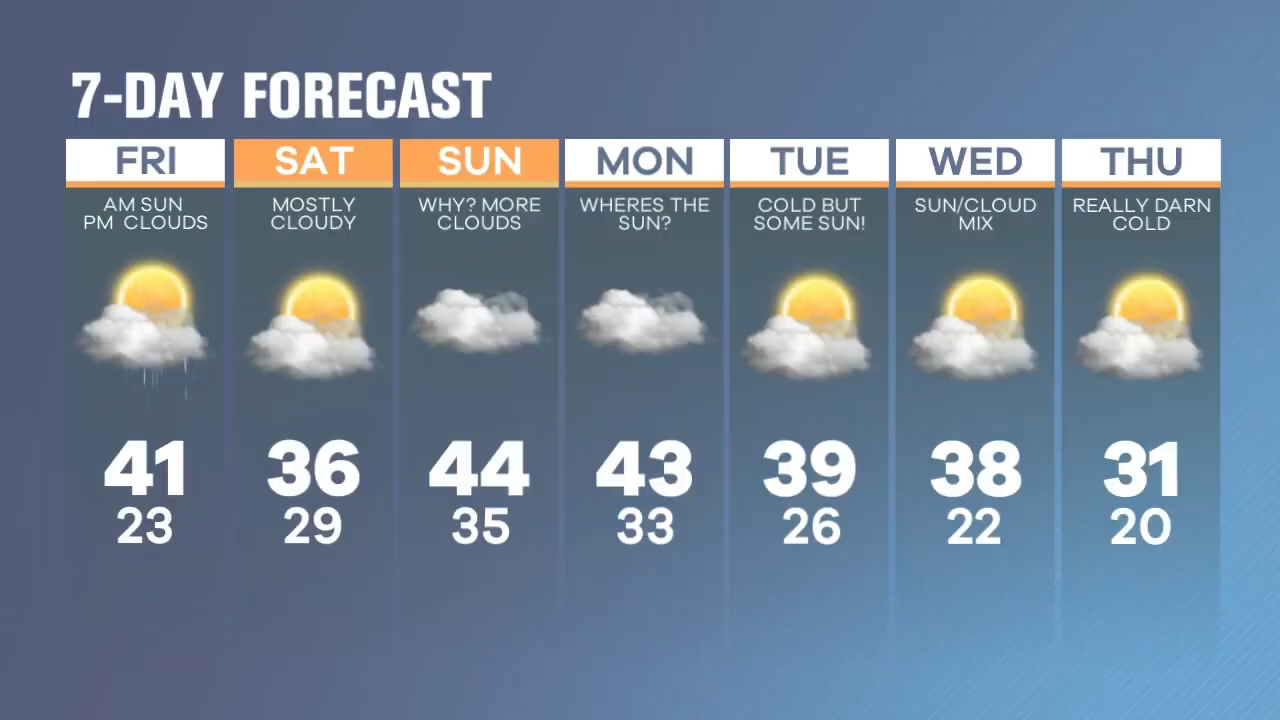 7-DAY FORECAST
FRI
AM SUN
PM CLOUDS
41
23
SAT
MOSTLY
CLOUDY
36
29
SUN
WHY? MORE
CLOUDS
44
35
MON
WHERES THE
SUN?
43
33
TUE
COLD BUT
SOME SUN!
39
26
WED
SUN/CLOUD
MIX
38
22
THU
REALLY DARN
COLD
31
20